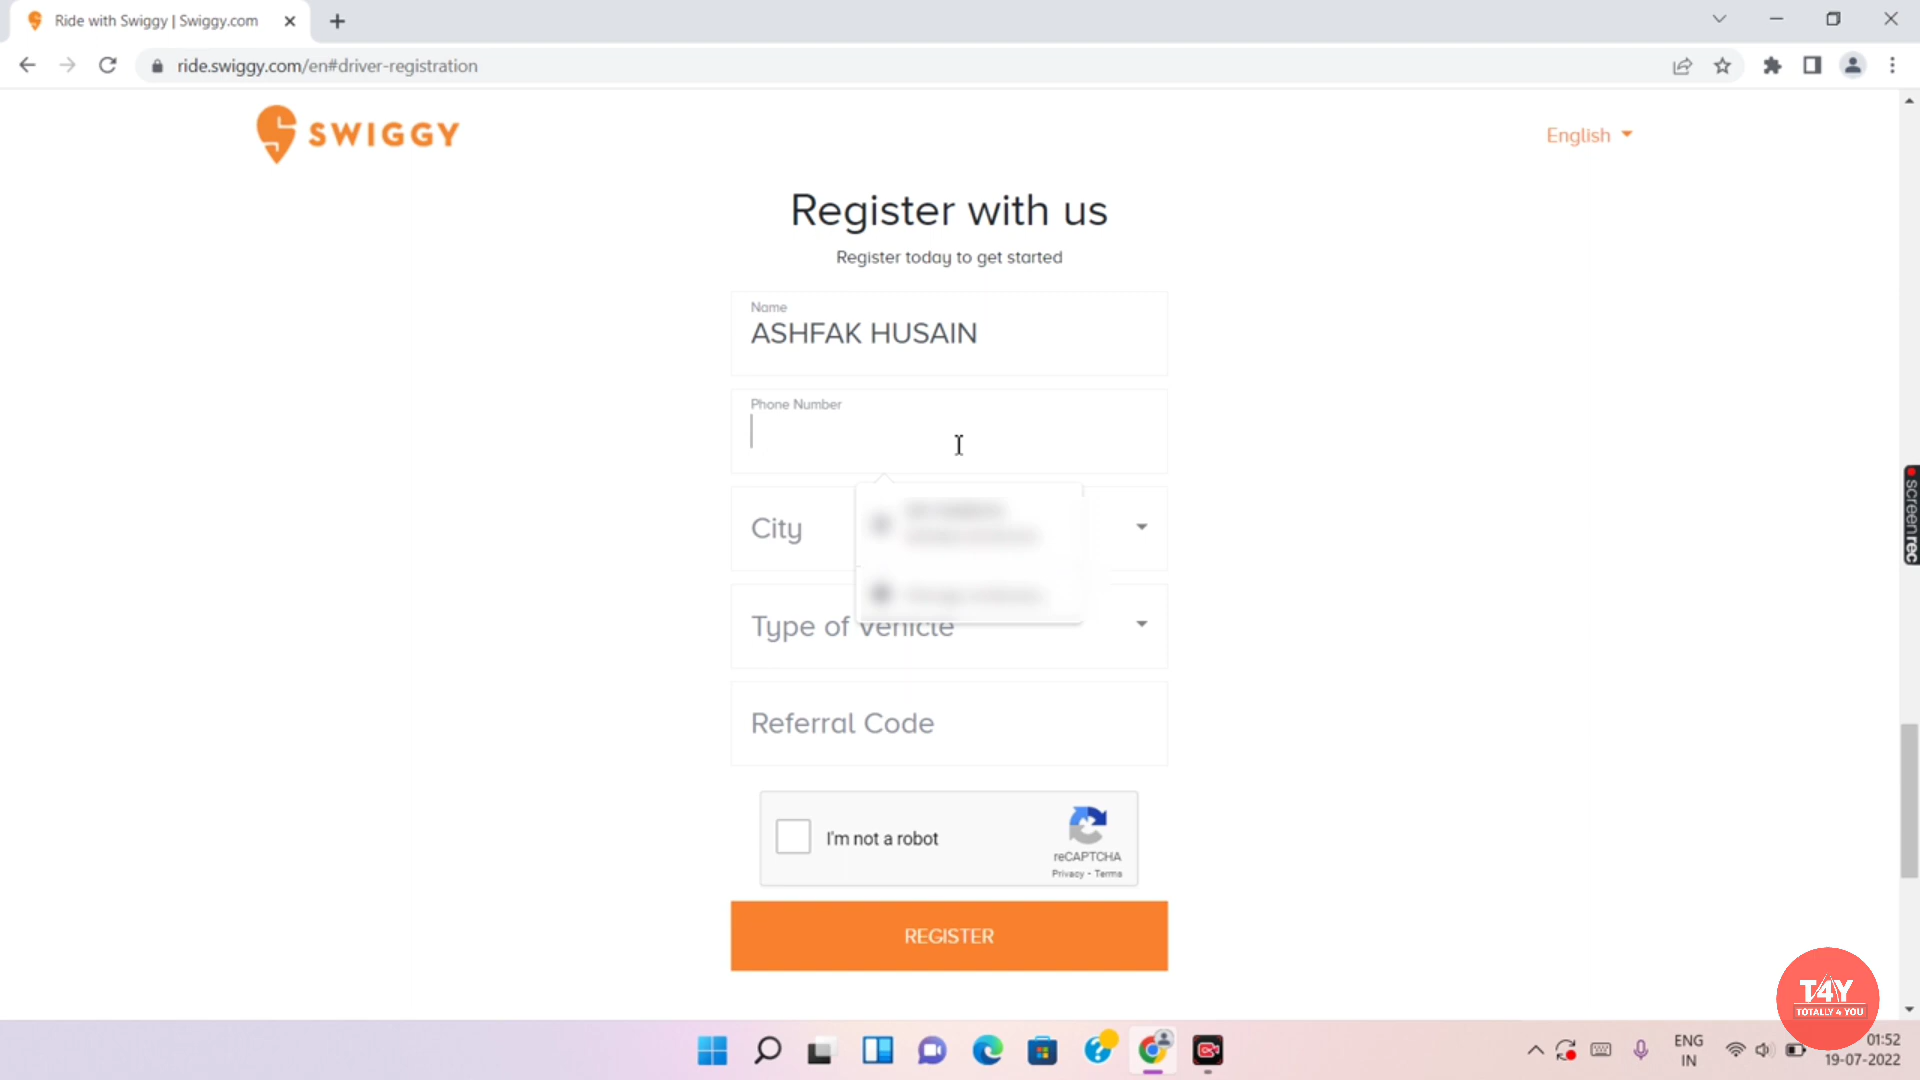 Ride with Swiggy | Swiggy.com
ride.swiggy.com/en#driver-registration
SWIGGY
English
Register with us
Register today to get started
Name
ASHFAK HUSAIN
Phone Number
City
Type of Vehicle
Referral Code
I'm not a robot
reCAPTCHA
Privacy - Terms
REGISTER
screenrec
T4Y
TOTALLY 4 YOU
ENG
IN
01:52
19-07-2022